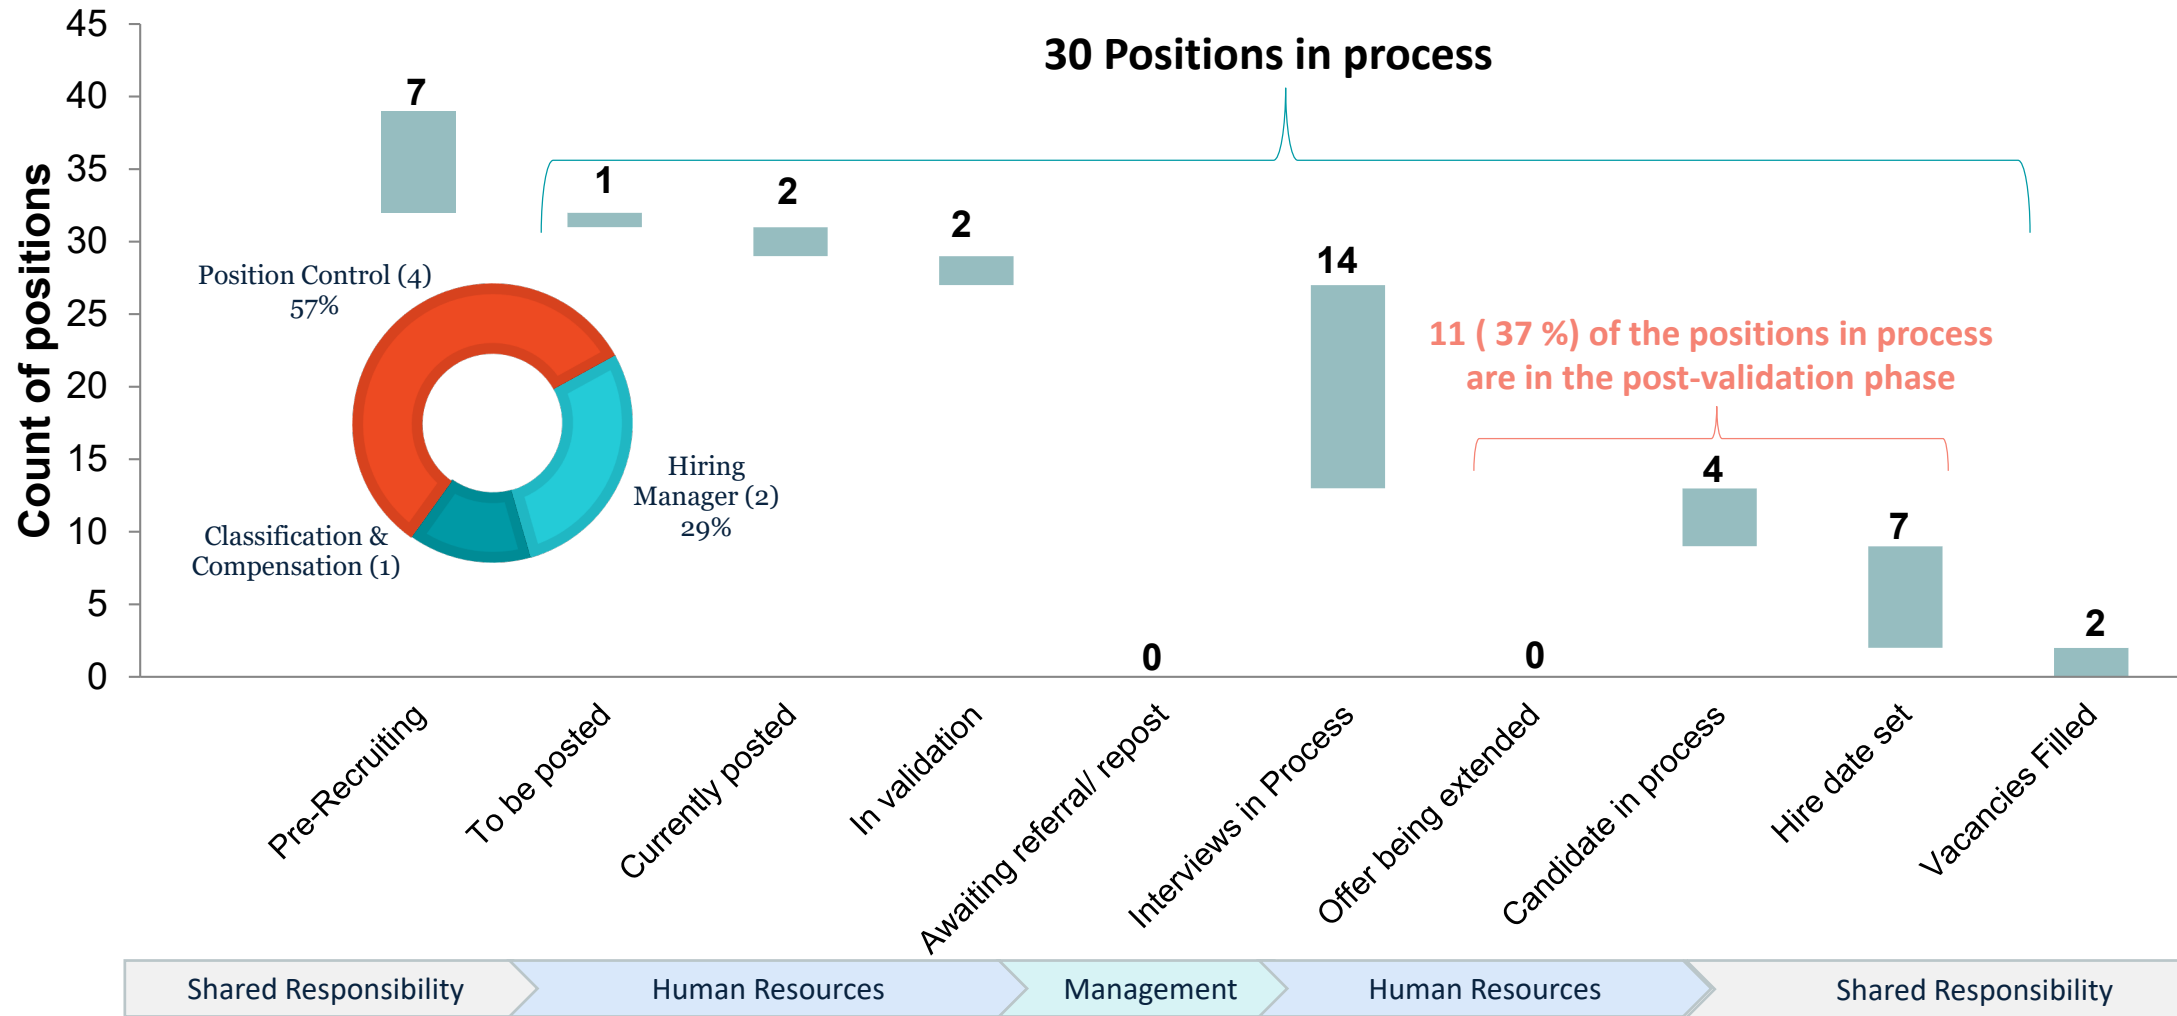 30 Positions in process
Count of positions
45
40
35
30
25
20
15
10
5
0
7
1
2
2
0
14
0
4
7
2
Position Control (4)
57%
Hiring
Manager (2)
29%
Classification &
Compensation (1)
11 ( 37 %) of the positions in process
are in the post-validation phase
Pre-Recruiting
To be posted
Currently posted
In validation
Awaiting referral/ repost
Interviews in Process
Offer being extended
Candidate in process
Hire date set
Vacancies Filled
Shared Responsibility
Human Resources
Management
Human Resources
Shared Responsibility